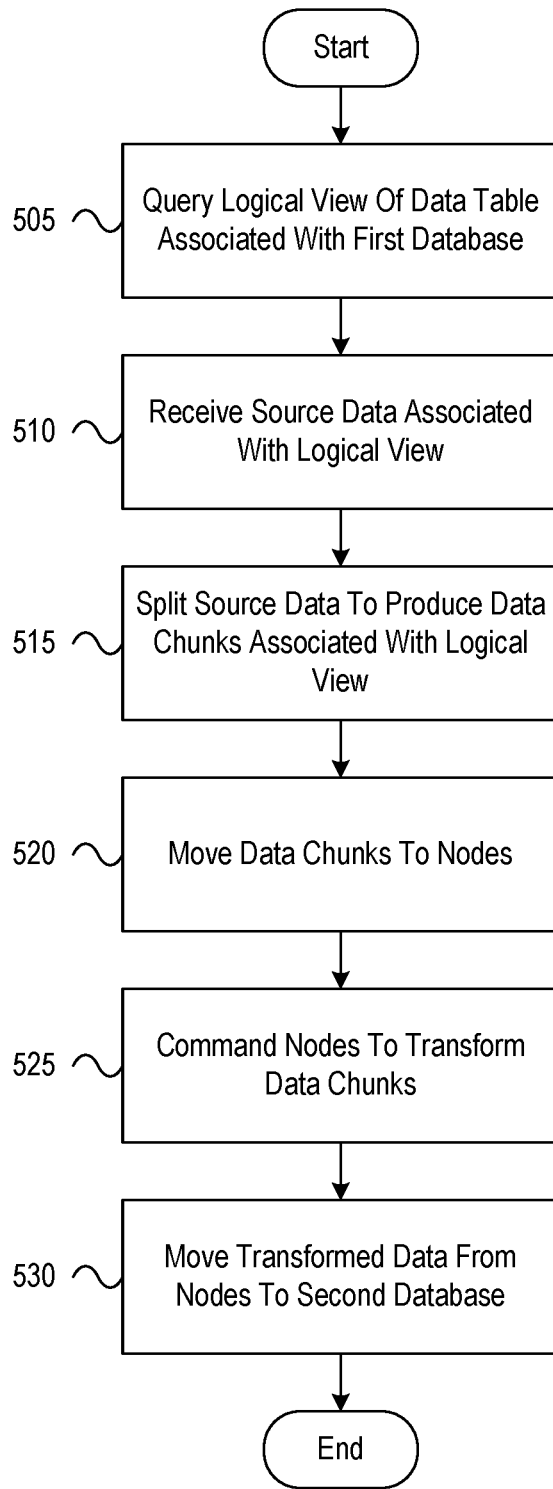 Start
505
Query Logical View Of Data Table
Associated With First Database
510
Receive Source Data Associated
With Logical View
515
Split Source Data To Produce Data
Chunks Associated With Logical
View
520
Move Data Chunks To Nodes
525
Command Nodes To Transform
Data Chunks
530
Move Transformed Data From
Nodes To Second Database
End